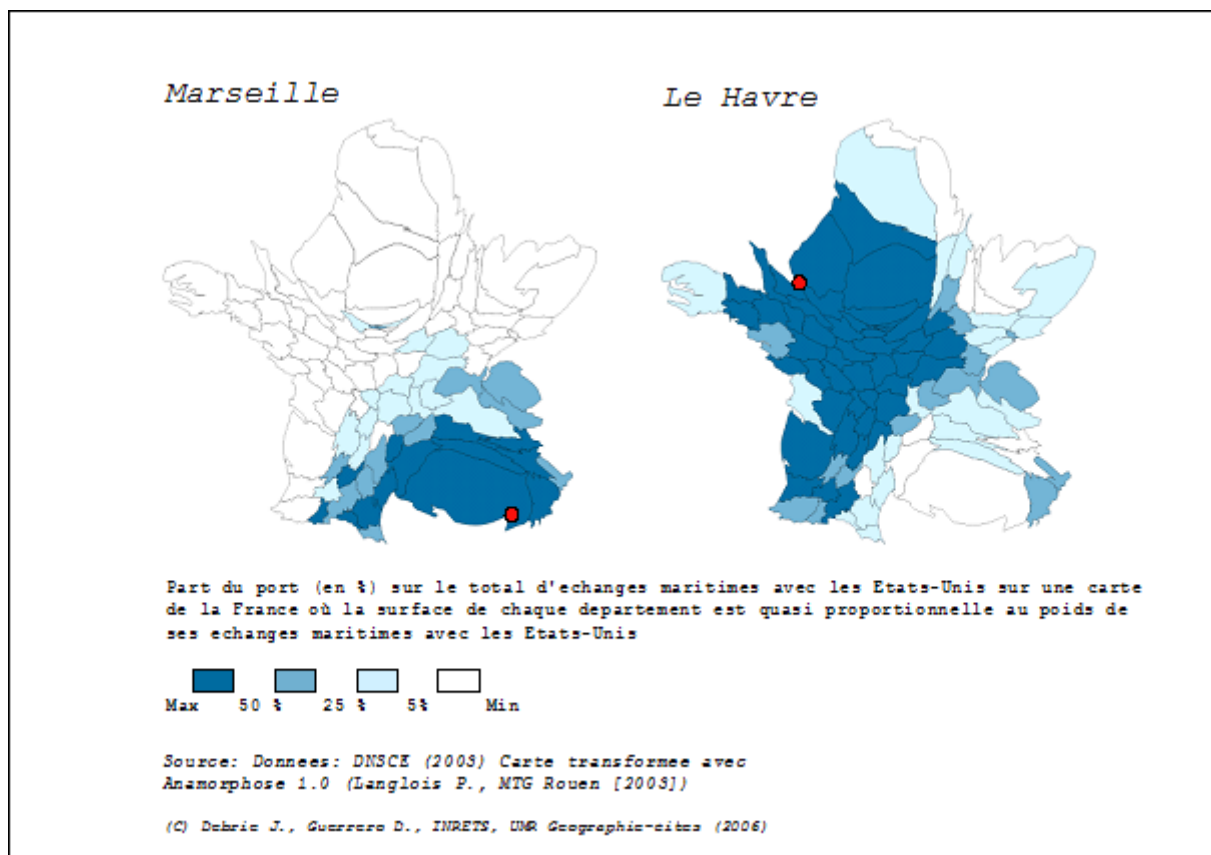 Marseille
Le Havre
Part du port (en %) sur le total d'echanges maritimes avec les Etats-Unis sur une carte
de la France où la surface de chaque departement est quasi proportionnelle au poids de
ses echanges maritimes avec les Etats-Unis
Max 50 % 25 % 5% Min
Source: Donnees: DNSCE (2003) Carte transformee avec
Anamorphose 1.0 (Langlois P., MTG Rouen [2003])
(C) Debrie J., Guerrero D., INRETS, UMR Geographie-cites (2006)